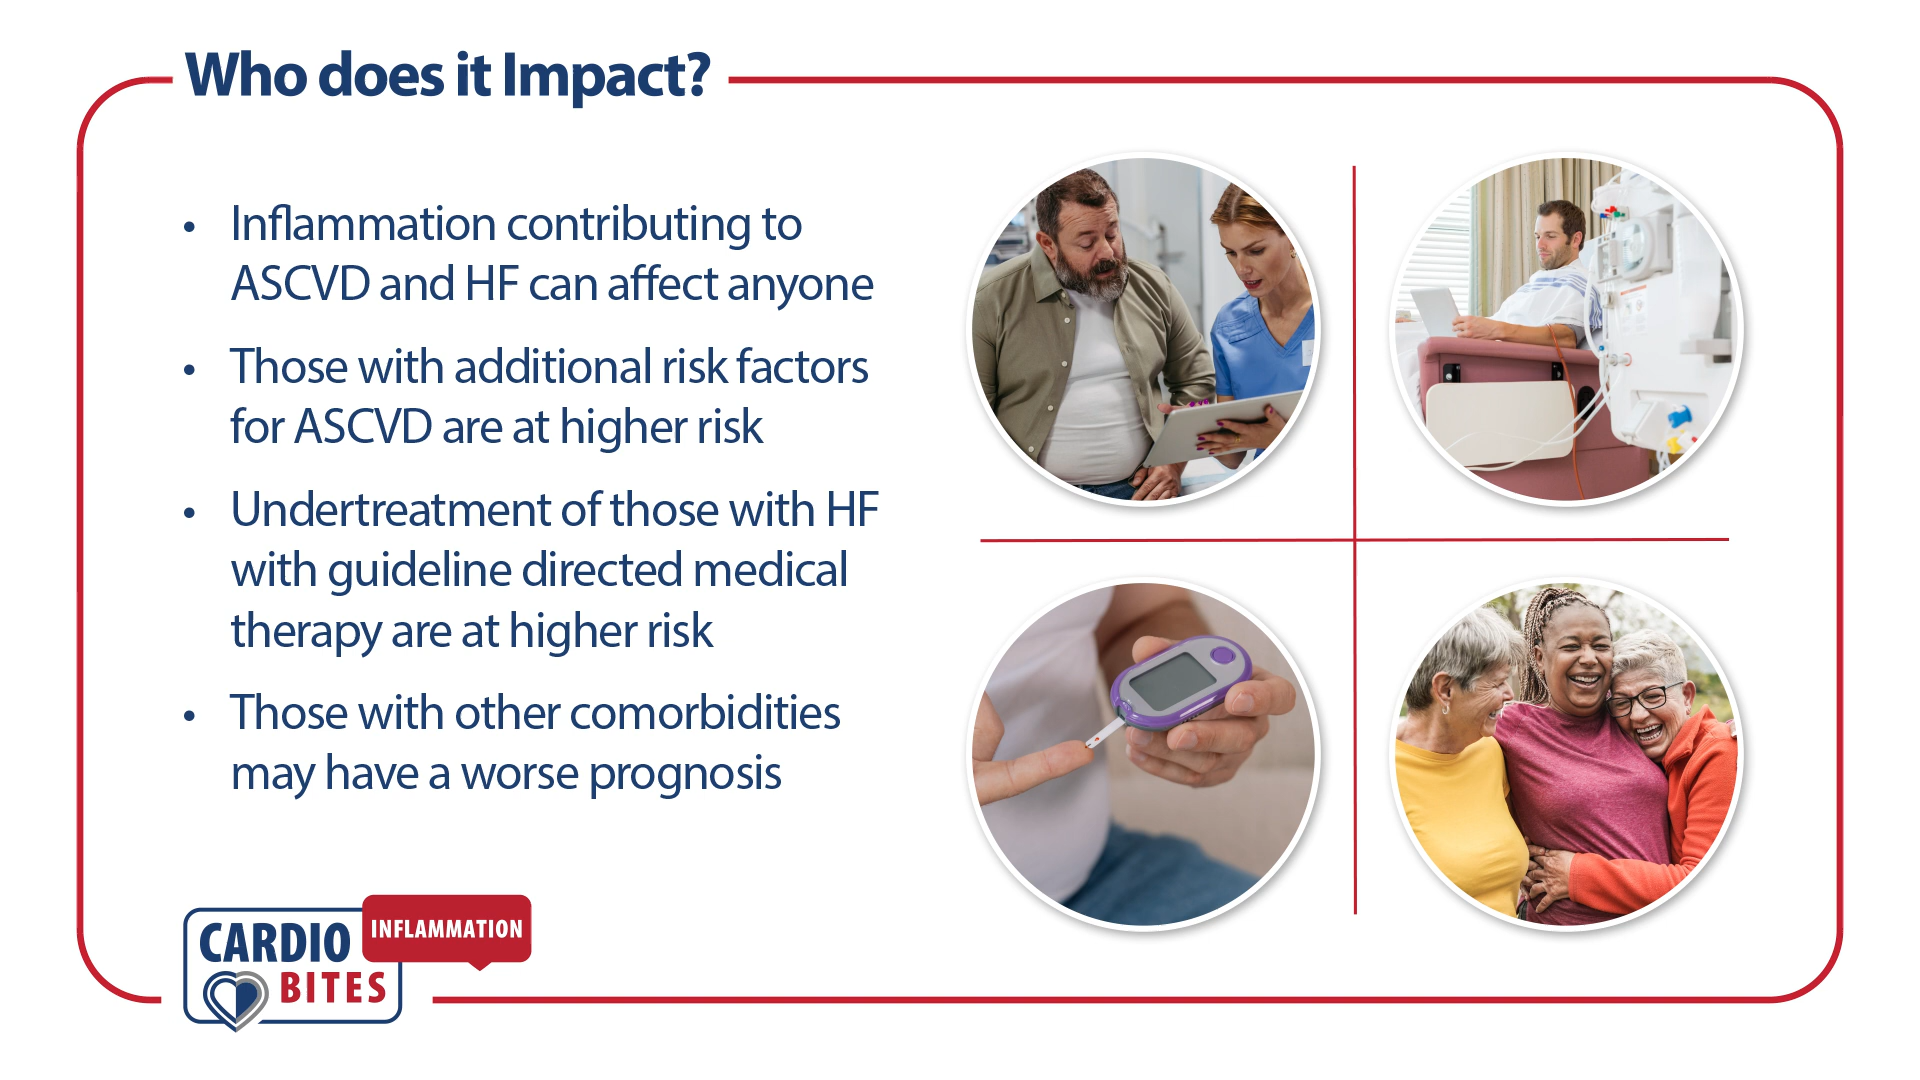 Who does it Impact?
• Inflammation contributing to
ASCVD and HF can affect anyone
• Those with additional risk factors
for ASCVD are at higher risk
• Undertreatment of those with HF
with guideline directed medical
therapy are at higher risk
• Those with other comorbidities
may have a worse prognosis
CARDIO
INFLAMMATION
BITES